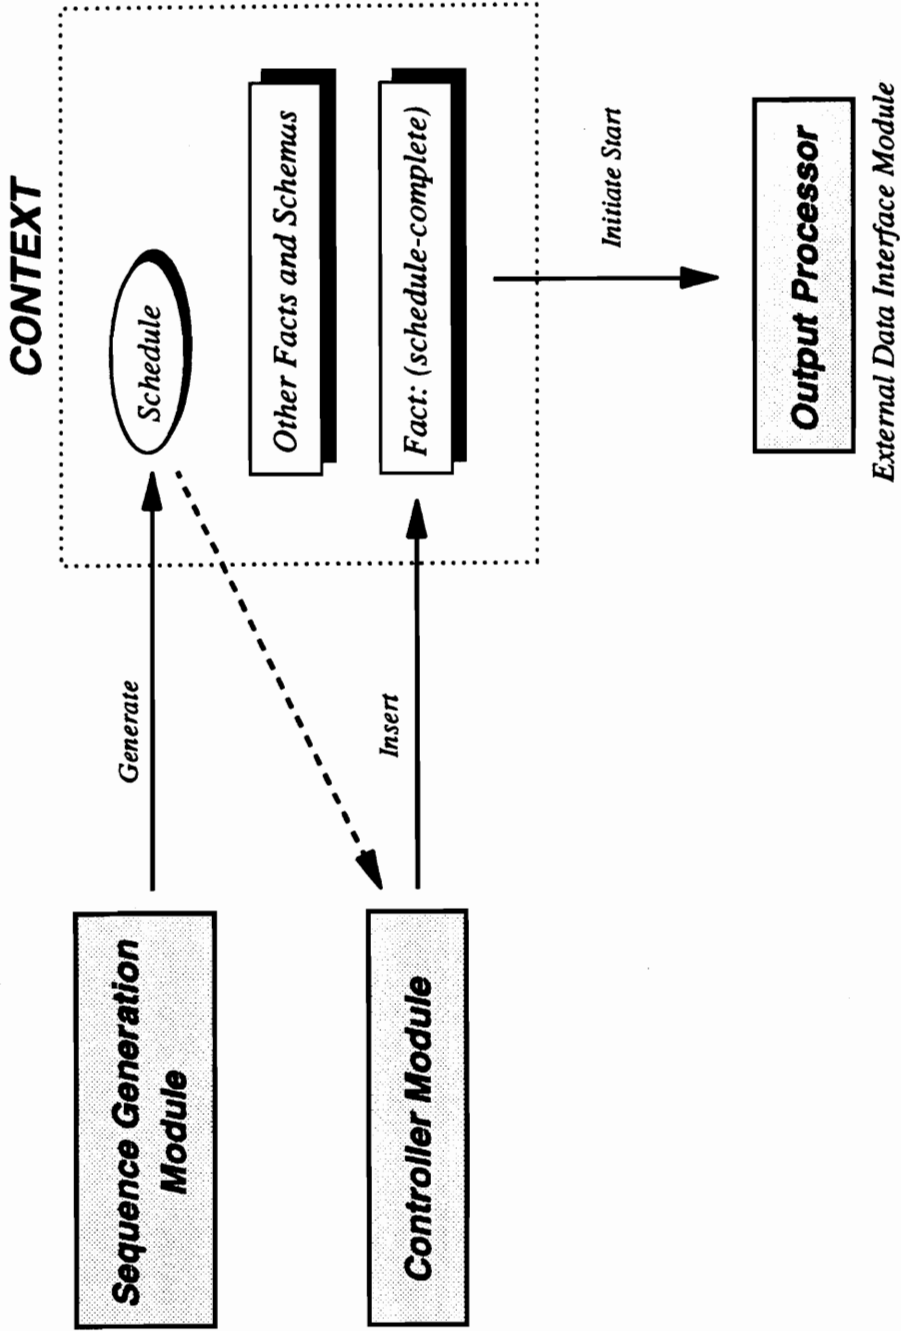 CONTEXT
Sequence Generation
Module
Generate
Schedule
Other Facts and Schemas
Controller Module
Insert
Fact: (schedule-complete)
Initiate Start
Output Processor
External Data Interface Module